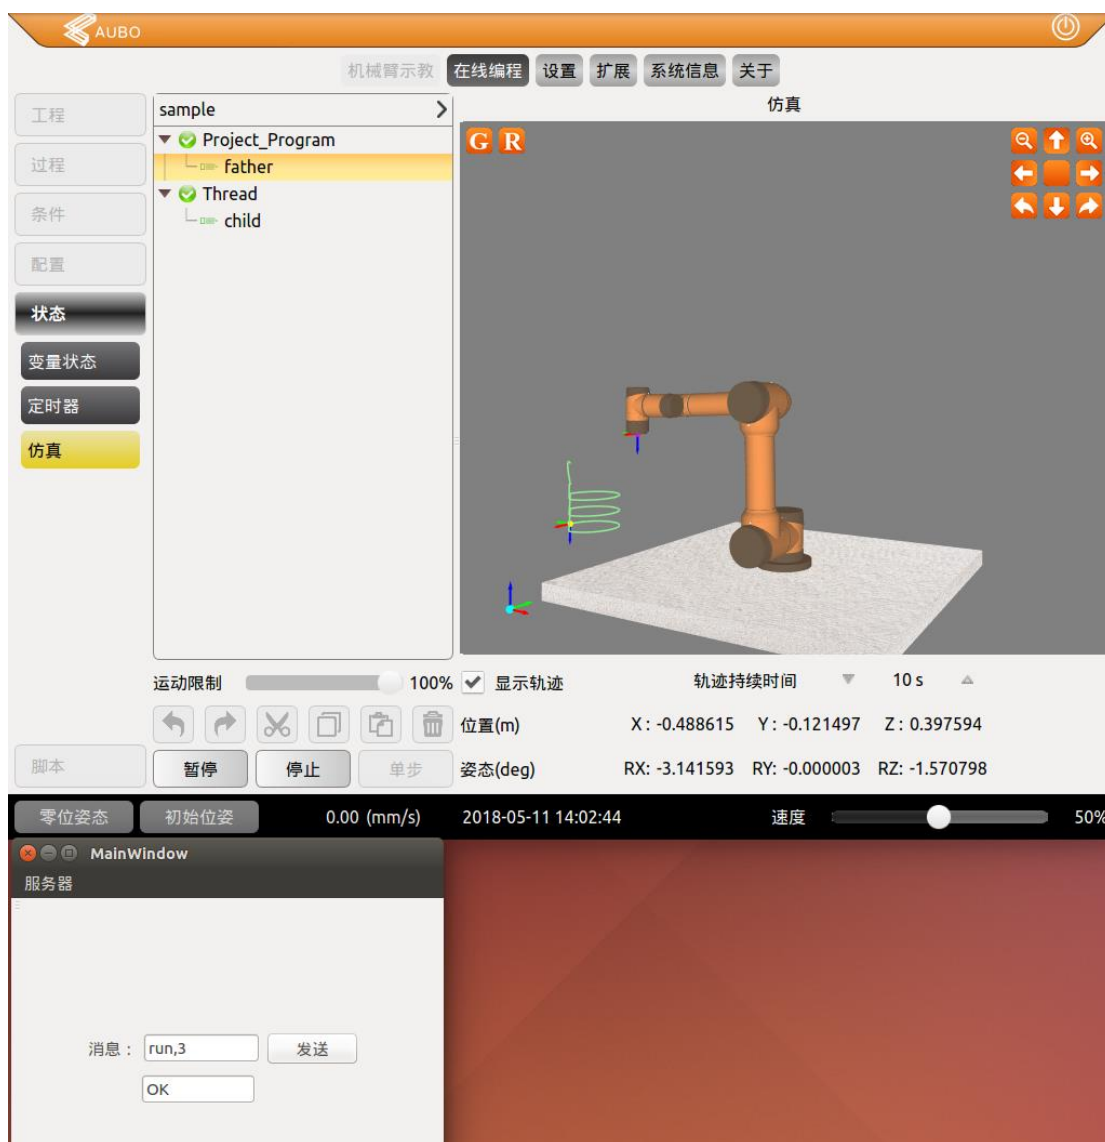 AUBO
机械臂示教 在线编程 设置 扩展 系统信息 关于
工程
过程
条件
配置
状态
变量状态
定时器
仿真
脚本
sample
Project_Program
father
Thread
child
仿真
G R
运动限制 100%
显示轨迹 轨迹持续时间 10 s
位置(m) X : -0.488615 Y : -0.121497 Z : 0.397594
暂停 停止 单步
姿态(deg) RX: -3.141593 RY: -0.000003 RZ: -1.570798
零位姿态 初始位姿 0.00 (mm/s) 2018-05-11 14:02:44 速度 50%
MainWindow
服务器
消息 : run,3 发送
OK